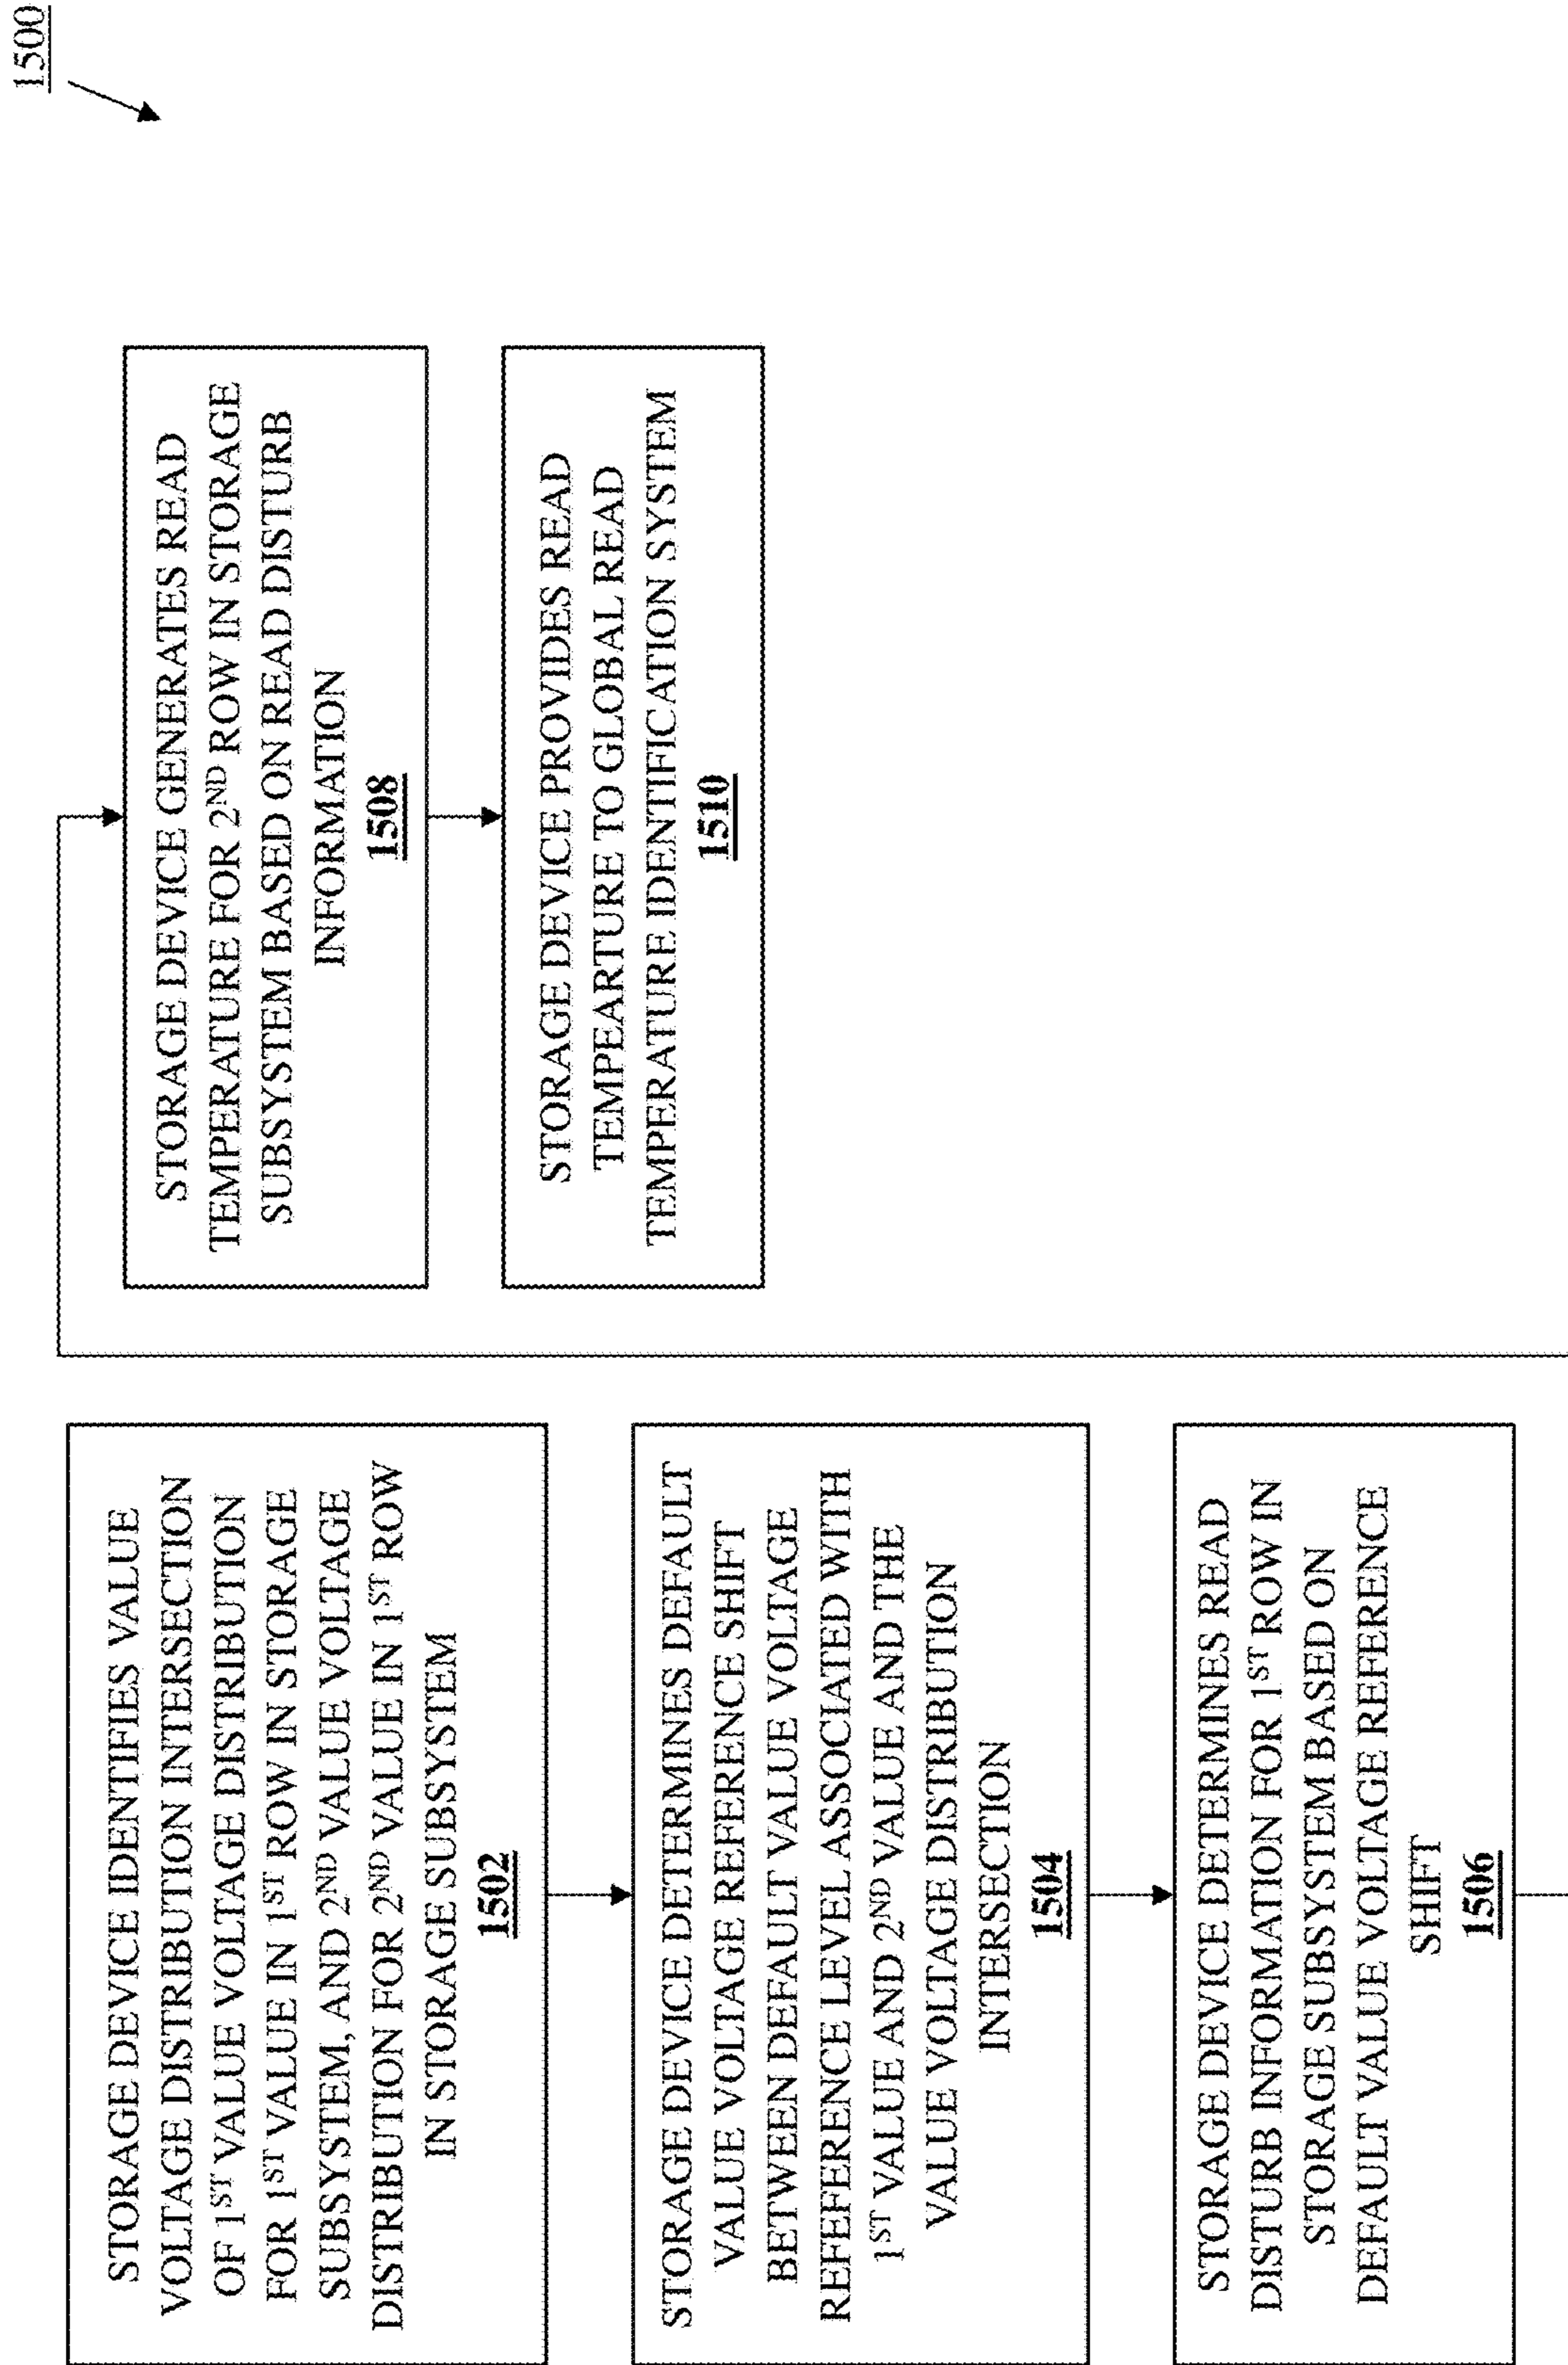 1500
STORAGE DEVICE IDENTIFIES VALUE
VOLTAGE DISTRIBUTION INTERSECTION
OF 1ST VALUE VOLTAGE DISTRIBUTION
FOR 1ST VALUE IN 1ST ROW IN STORAGE
SUBSYSTEM, AND 2ND VALUE VOLTAGE
DISTRIBUTION FOR 2ND VALUE IN 1ST ROW
IN STORAGE SUBSYSTEM
1502
STORAGE DEVICE DETERMINES DEFAULT
VALUE VOLTAGE REFERENCE SHIFT
BETWEEN DEFAULT VALUE VOLTAGE
REFEFERENCE LEVEL ASSOCIATED WITH
1ST VALUE AND 2ND VALUE AND THE
VALUE VOLTAGE DISTRIBUTION
INTERSECTION
1504
STORAGE DEVICE DETERMINES READ
DISTURB INFORMATION FOR 1ST ROW IN
STORAGE SUBSYSTEM BASED ON
DEFAULT VALUE VOLTAGE REFERENCE
SHIFT
1506
STORAGE DEVICE GENERATES READ
TEMPERATURE FOR 2ND ROW IN STORAGE
SUBSYSTEM BASED ON READ DISTURB
INFORMATION
1508
STORAGE DEVICE PROVIDES READ
TEMPEARTURE TO GLOBAL READ
TEMPERATURE IDENTIFICATION SYSTEM
1510